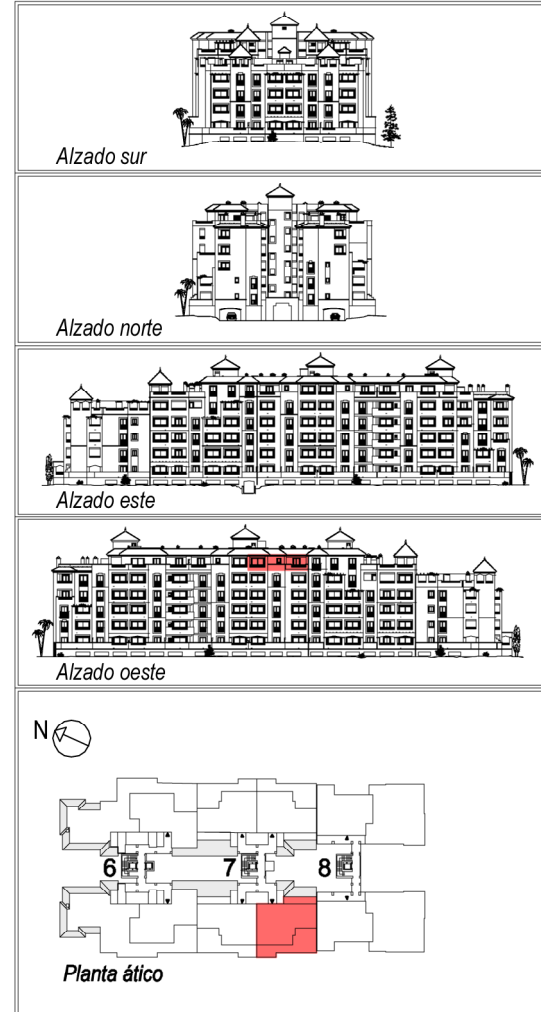 Alzado sur
Alzado norte
Alzado este
Alzado oeste
N
6 7 8
Planta ático